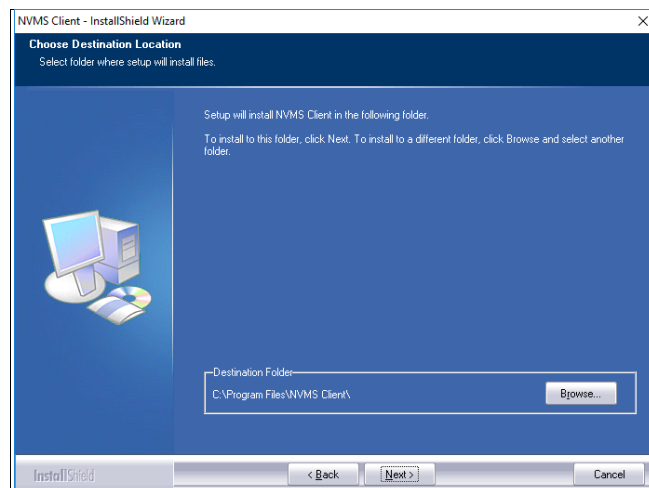 NVMS Client - InstallShield Wizard
Choose Destination Location
Select folder where setup will install files.
Setup will install NVMS Client in the following folder.
To install to this folder, click Next. To install to a different folder, click Browse and select another
folder.
Destination Folder
C:\Program Files\NVMS Client\
Browse...
InstallShield
< Back
Next >
Cancel